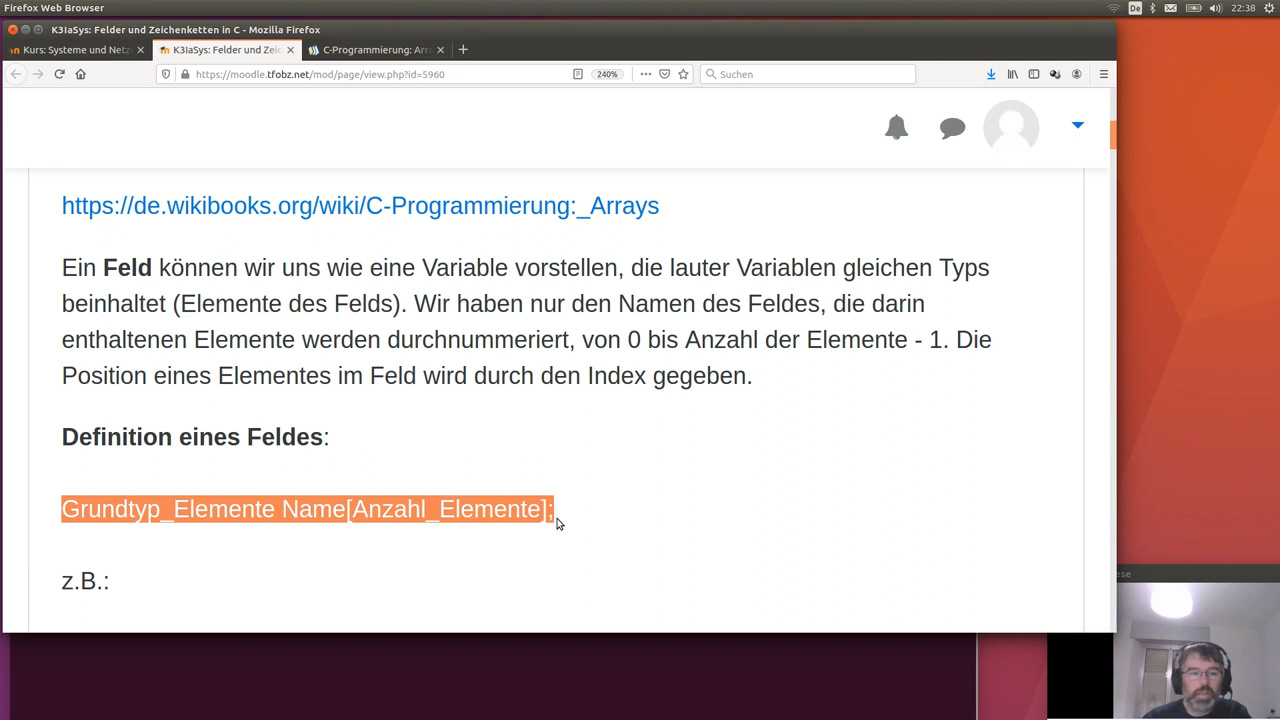 Firefox Web Browser
De
22:38
K3IaSys: Felder und Zeichenketten in C - Mozilla Firefox
Kurs: Systeme und Netz
K3IaSys: Felder und Zeic
C-Programmierung: Arra
https://moodle.tfobz.net/mod/page/view.php?id=5960
240%
Suchen
https://de.wikibooks.org/wiki/C-Programmierung:_Arrays
Ein Feld können wir uns wie eine Variable vorstellen, die lauter Variablen gleichen Typs
beinhaltet (Elemente des Felds). Wir haben nur den Namen des Feldes, die darin
enthaltenen Elemente werden durchnummeriert, von 0 bis Anzahl der Elemente - 1. Die
Position eines Elementes im Feld wird durch den Index gegeben.
Definition eines Feldes:
Grundtyp_Elemente Name[Anzahl_Elemente];
z.B.:
ese